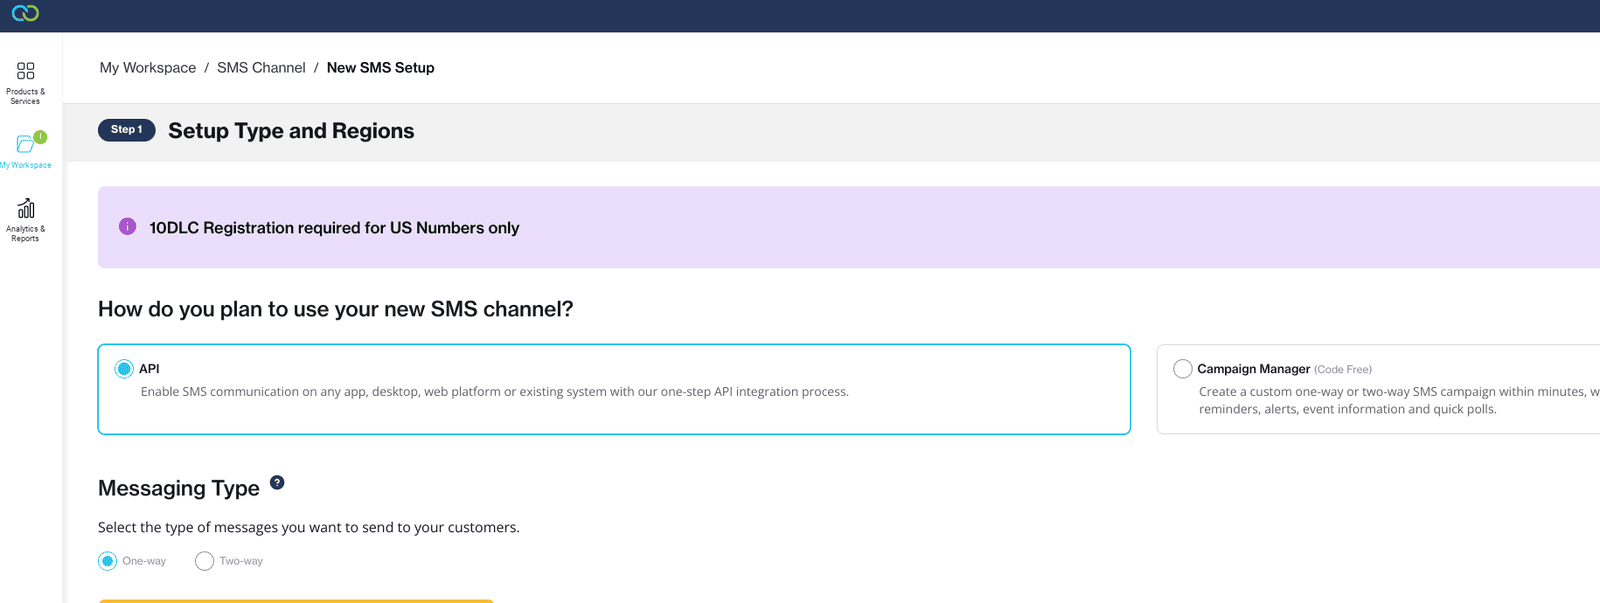 My Workspace / SMS Channel / New SMS Setup
Products &
Services
!
My Workspace
Analytics &
Reports
Step 1 Setup Type and Regions
i 10DLC Registration required for US Numbers only
How do you plan to use your new SMS channel?
API
Enable SMS communication on any app, desktop, web platform or existing system with our one-step API integration process.
Campaign Manager (Code Free)
Create a custom one-way or two-way SMS campaign within minutes, w
reminders, alerts, event information and quick polls.
Messaging Type ?
Select the type of messages you want to send to your customers.
One-way Two-way